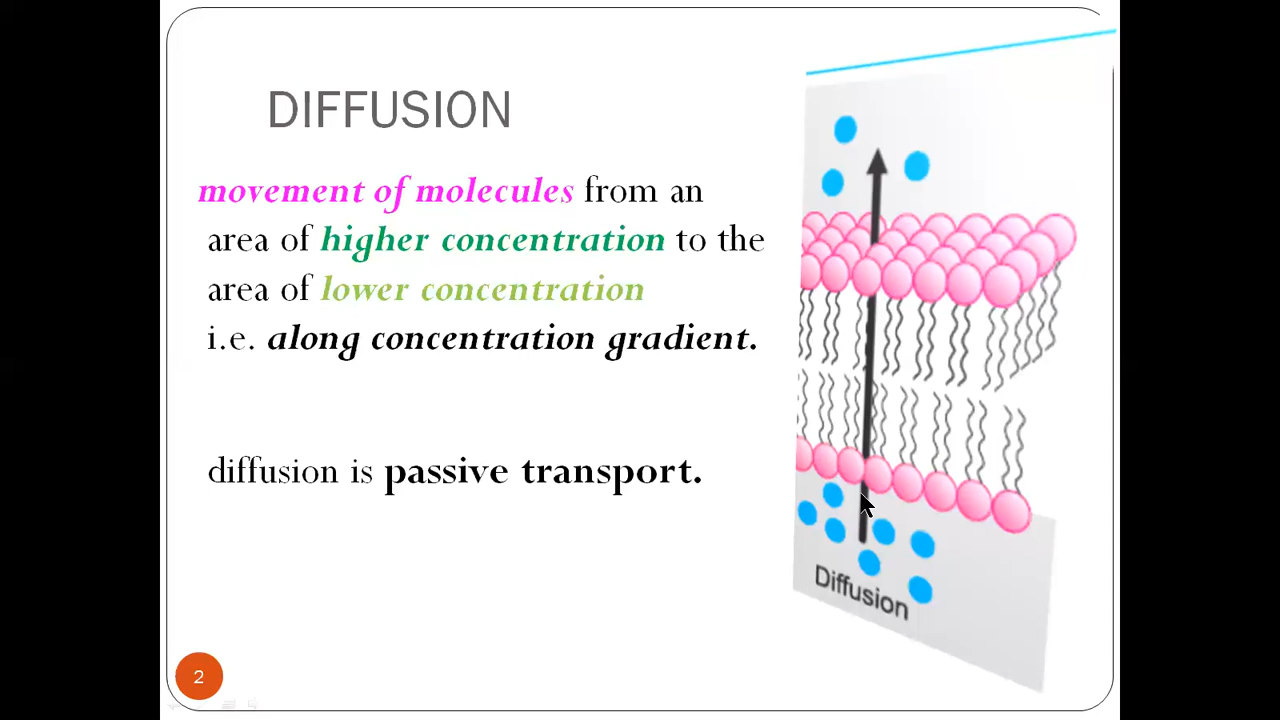 DIFFUSION
movement of molecules from an
area of higher concentration to the
area of lower concentration
i.e. along concentration gradient.
diffusion is passive transport.
Diffusion
2